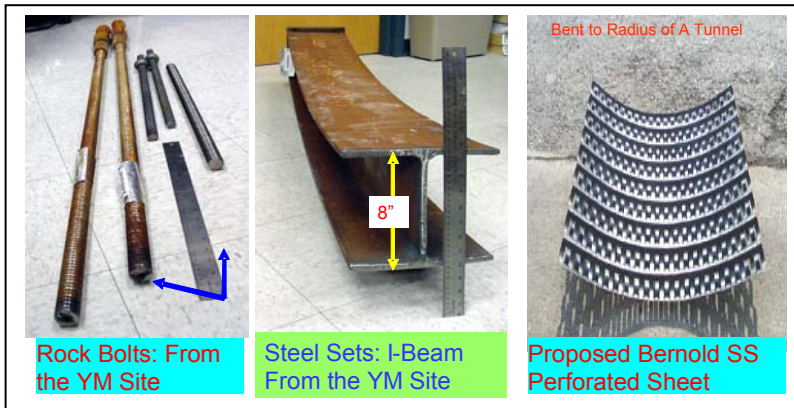 Bent to Radius of A Tunnel
8"
Rock Bolts: From
the YM Site
Steel Sets: I-Beam
From the YM Site
Proposed Bernold SS
Perforated Sheet